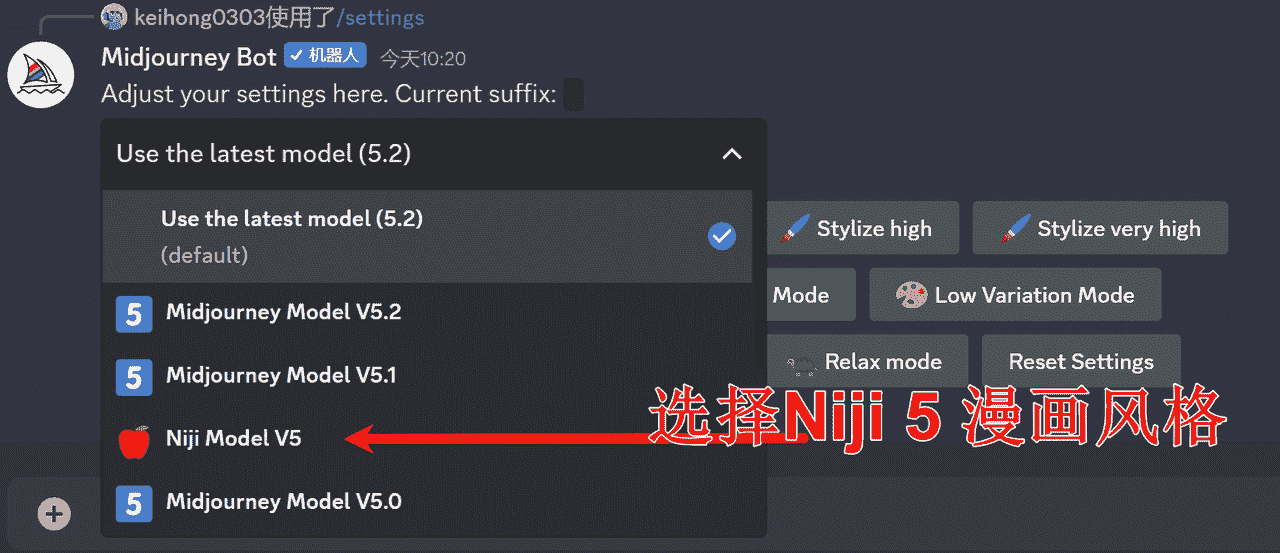 keihong0303使用了/settings
Midjourney Bot ✓ 机器人 今天10:20
Adjust your settings here. Current suffix:
Use the latest model (5.2)
Use the latest model (5.2)
(default)
Stylize high
Stylize very high
5 Midjourney Model V5.2
Mode
Low Variation Mode
5 Midjourney Model V5.1
Relax mode
Reset Settings
选择Niji 5 漫画风格
Niji Model V5
5 Midjourney Model V5.0